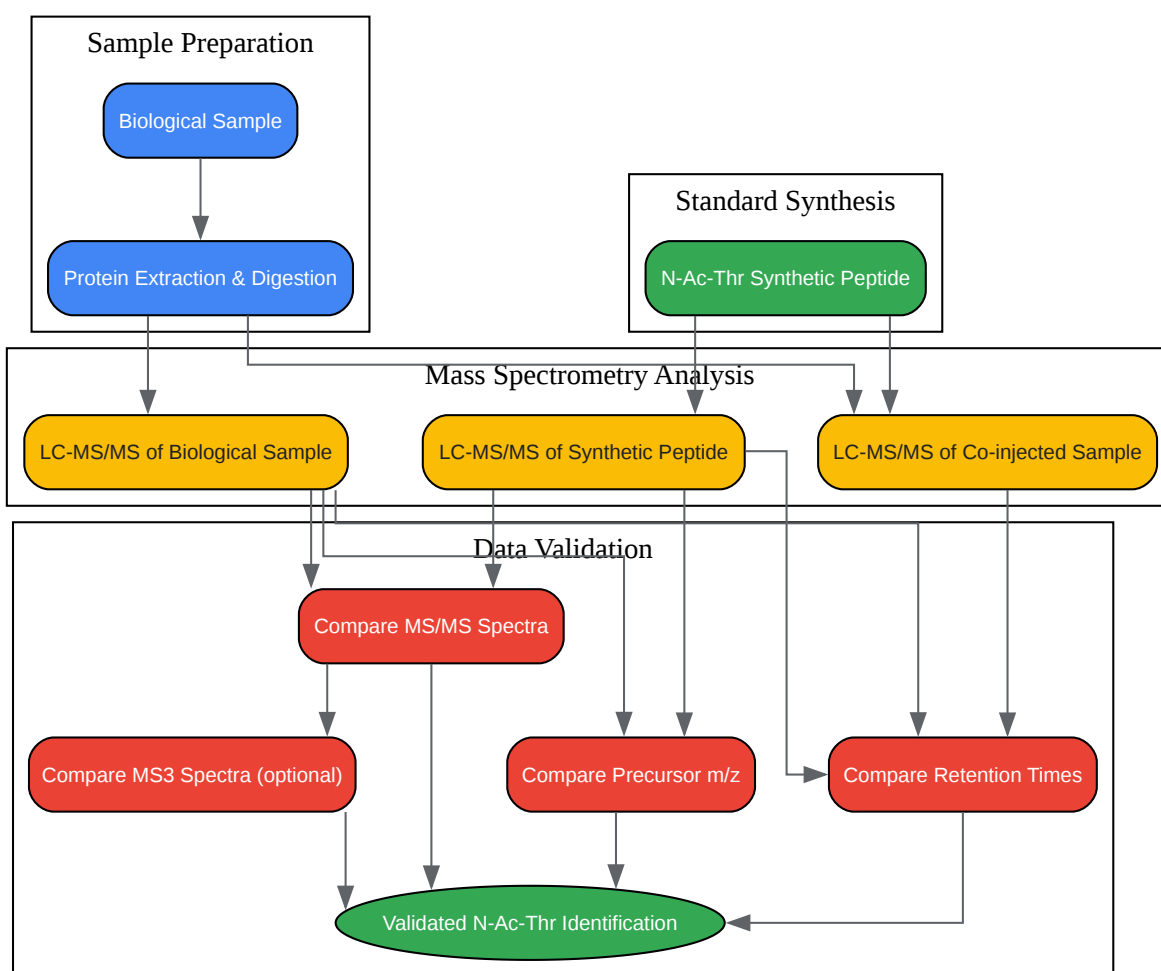 Sample Preparation
Biological Sample
Standard Synthesis
Protein Extraction & Digestion
N-Ac-Thr Synthetic Peptide
Mass Spectrometry Analysis
LC-MS/MS of Biological Sample
LC-MS/MS of Synthetic Peptide
LC-MS/MS of Co-injected Sample
Data Validation
Compare MS/MS Spectra
Compare MS3 Spectra (optional)
Compare Precursor m/z
Compare Retention Times
Validated N-Ac-Thr Identification